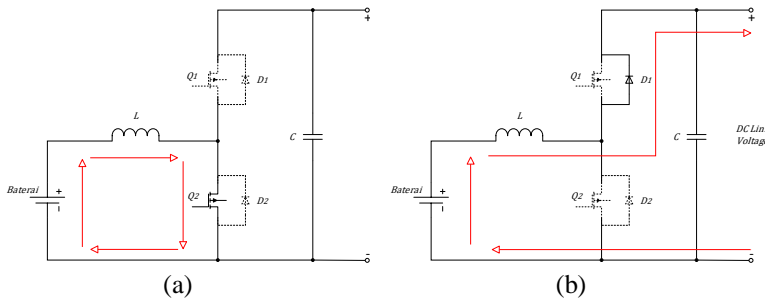 +
Q1
D1
L
C
Baterai
+
-
Q2
D2
-
(a)
+
Q1
D1
L
C
DC Lin
Voltag
Baterai
+
-
Q2
D2
-
(b)